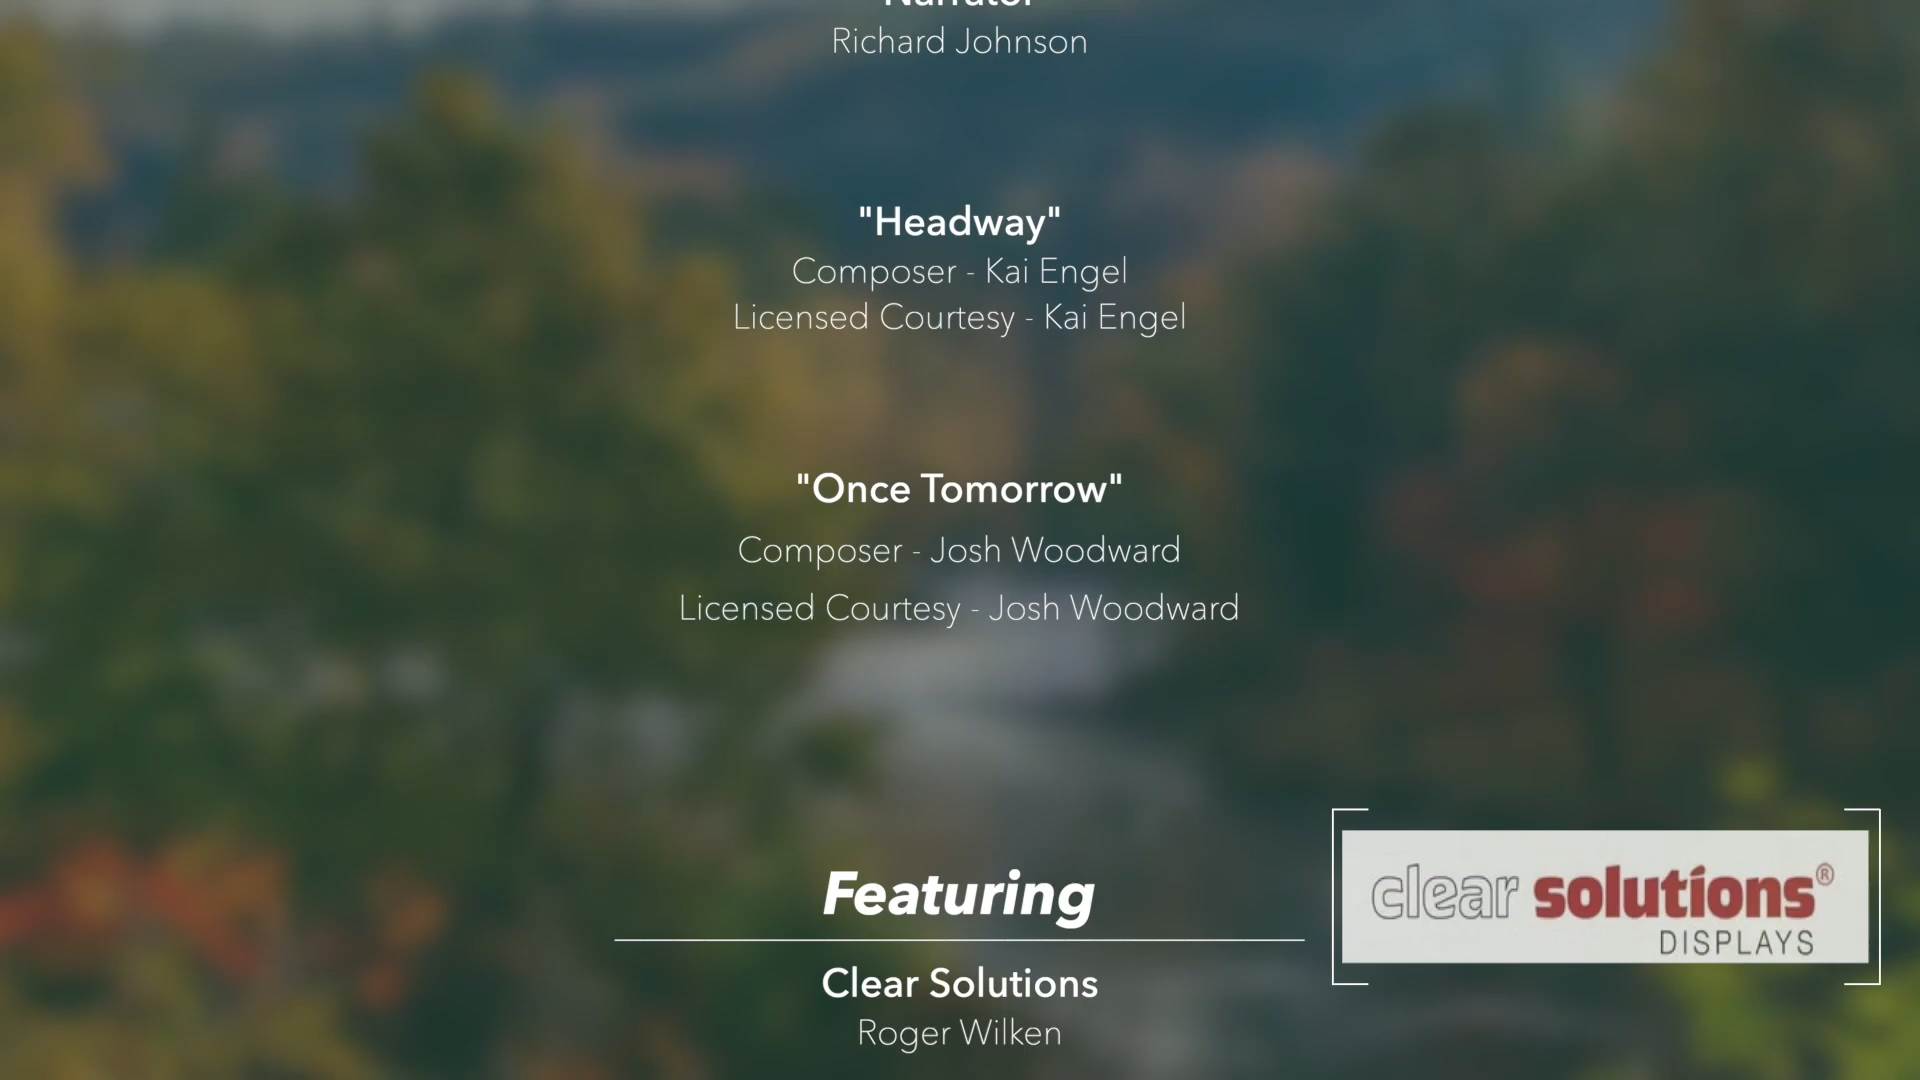 Narrator
Richard Johnson
"Headway"
Composer - Kai Engel
Licensed Courtesy - Kai Engel
"Once Tomorrow"
Composer - Josh Woodward
Licensed Courtesy - Josh Woodward
Featuring
clear solutions®
DISPLAYS
Clear Solutions
Roger Wilken